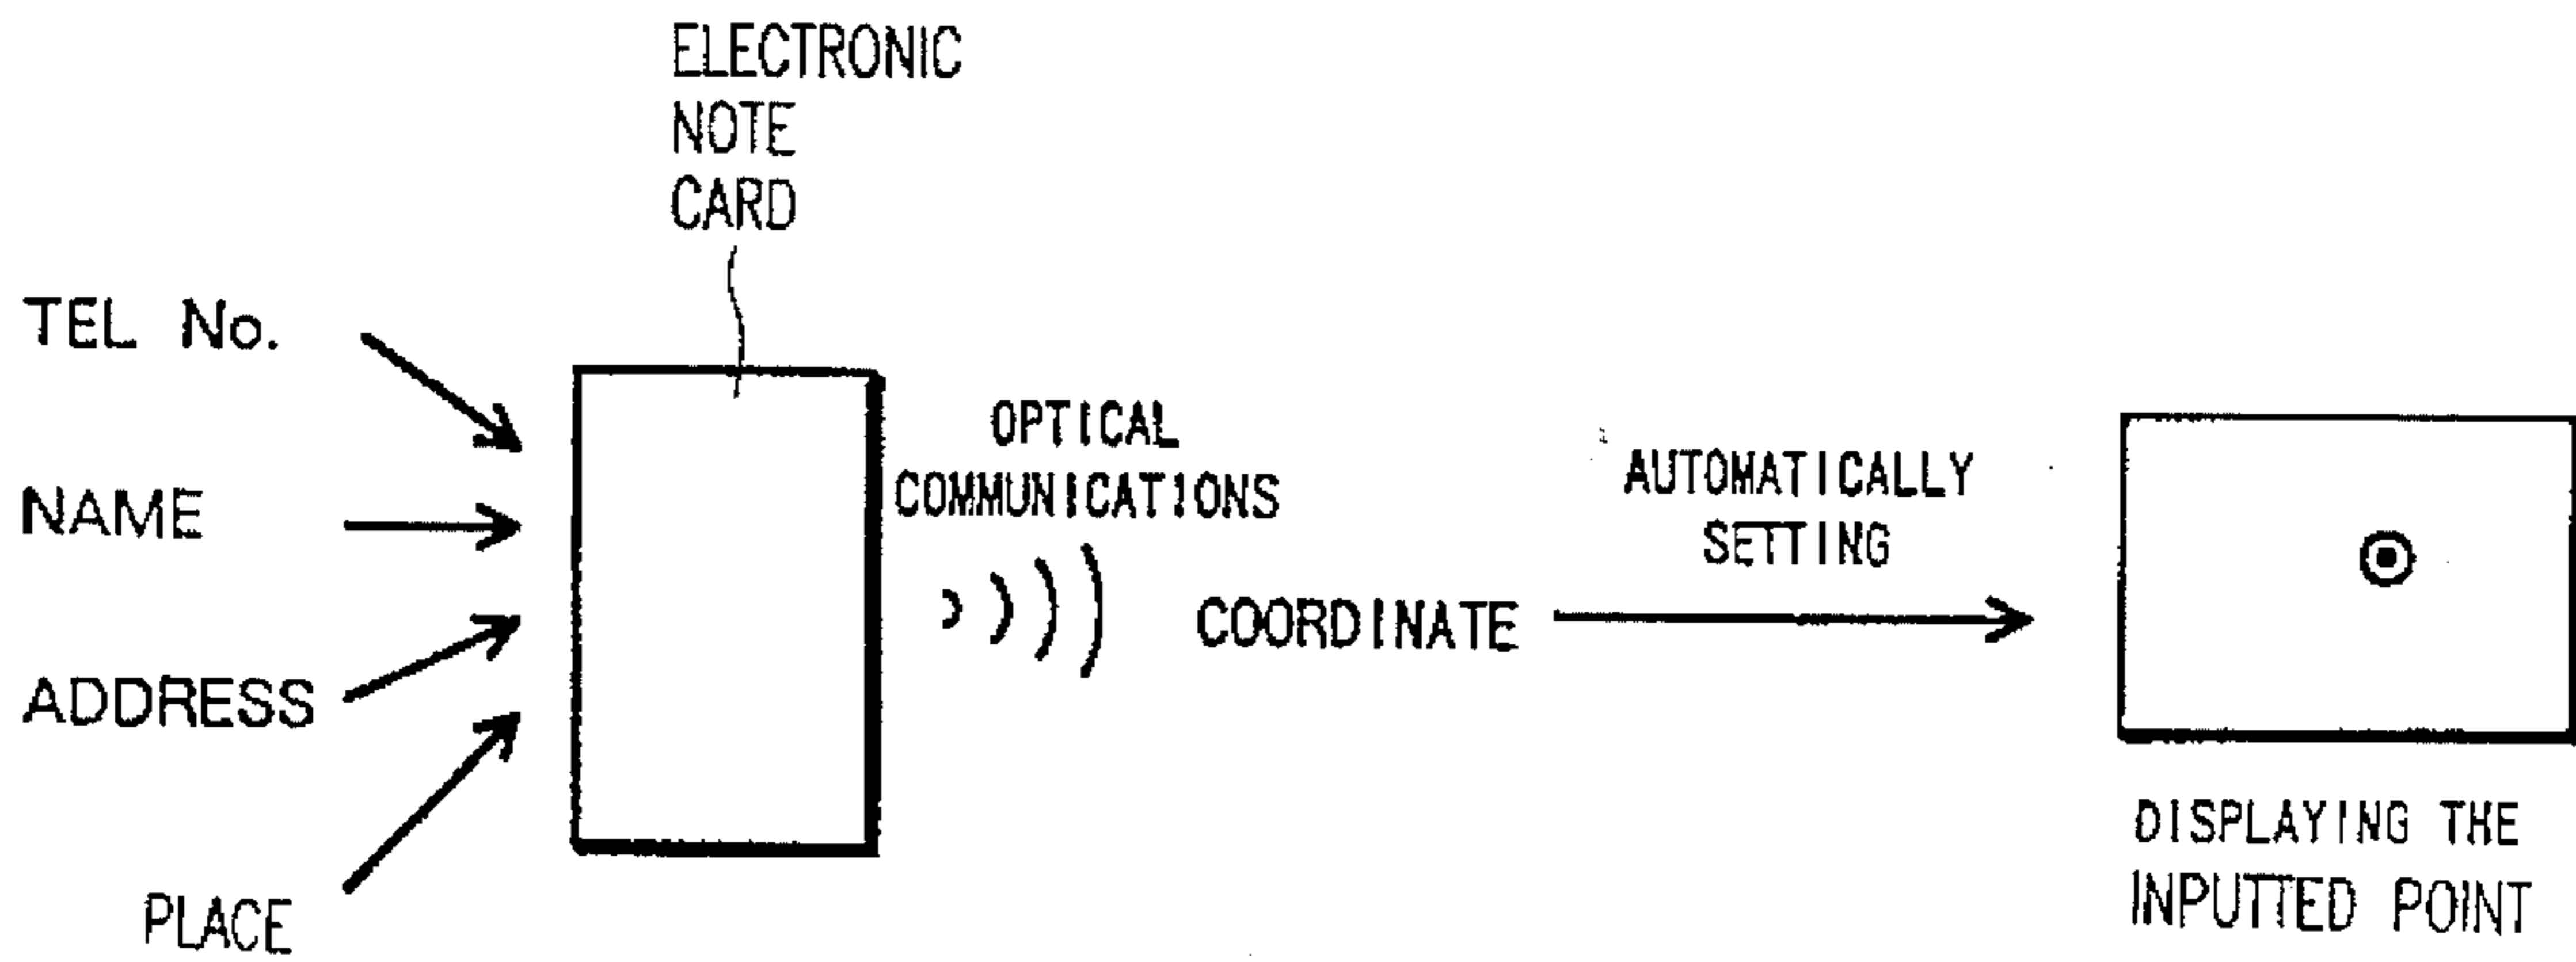 ELECTRONIC
NOTE
CARD
TEL No.
NAME
ADDRESS
PLACE
OPTICAL
COMMUNICATIONS
COORDINATE
AUTOMATICALLY
SETTING
DISPLAYING THE
INPUTTED POINT